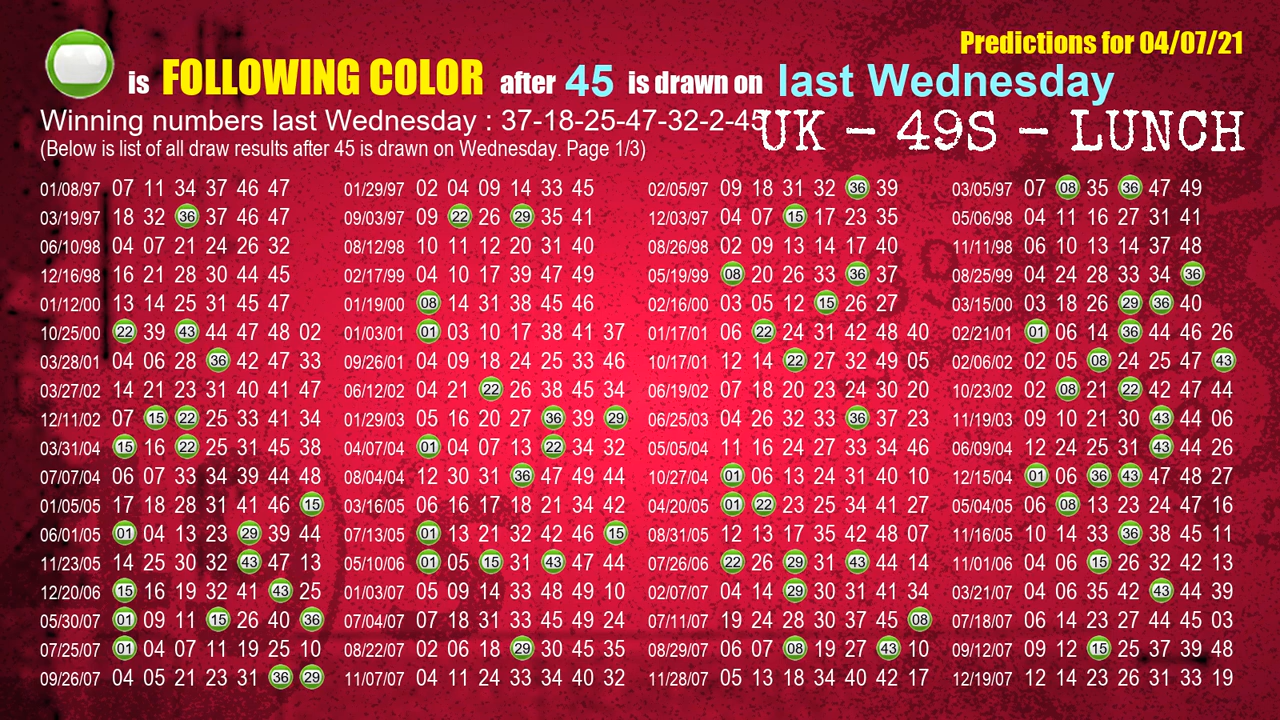 Predictions for 04/07/21
is FOLLOWING COLOR after 45 is drawn on last Wednesday
Winning numbers last Wednesday : 37-18-25-47-32-2-45
UK - 49S - LUNCH
(Below is list of all draw results after 45 is drawn on Wednesday. Page 1/3)
01/08/97 07 11 34 37 46 47 01/29/97 02 04 09 14 33 45 02/05/97 09 18 31 32 36 39 03/05/97 07 08 35 36 47 49
03/19/97 18 32 36 37 46 47 09/03/97 09 22 26 29 35 41 12/03/97 04 07 15 17 23 35 05/06/98 04 11 16 27 31 41
06/10/98 04 07 21 24 26 32 08/12/98 10 11 12 20 31 40 08/26/98 02 09 13 14 17 40 11/11/98 06 10 13 14 37 48
12/16/98 16 21 28 30 44 45 02/17/99 04 10 17 39 47 49 05/19/99 08 20 26 33 36 37 08/25/99 04 24 28 33 34 36
01/12/00 13 14 25 31 45 47 01/19/00 08 14 31 38 45 46 02/16/00 03 05 12 15 26 27 03/15/00 03 18 26 29 36 40
10/25/00 22 39 43 44 47 48 02 01/03/01 01 03 10 17 38 41 37 01/17/01 06 22 24 31 42 48 40 02/21/01 01 06 14 36 44 46 26
03/28/01 04 06 28 36 42 47 33 09/26/01 04 09 18 24 25 33 46 10/17/01 12 14 22 27 32 49 05 02/06/02 02 05 08 24 25 47 43
03/27/02 14 21 23 31 40 41 47 06/12/02 04 21 22 26 38 45 34 06/19/02 07 18 20 23 24 30 20 10/23/02 02 08 21 22 42 47 44
12/11/02 07 15 22 25 33 41 34 01/29/03 05 16 20 27 36 39 29 06/25/03 04 26 32 33 36 37 23 11/19/03 09 10 21 30 43 44 06
03/31/04 15 16 22 25 31 45 38 04/07/04 01 04 07 13 22 34 32 05/05/04 11 16 24 27 33 34 46 06/09/04 12 24 25 31 43 44 26
07/07/04 06 07 33 34 39 44 48 08/04/04 12 30 31 36 47 49 44 10/27/04 01 06 13 24 31 40 10 12/15/04 01 06 36 43 47 48 27
01/05/05 17 18 28 31 41 46 15 03/16/05 06 16 17 18 21 34 42 04/20/05 01 22 23 25 34 41 27 05/04/05 06 08 13 23 24 47 16
06/01/05 01 04 13 23 29 39 44 07/13/05 01 13 21 32 42 46 15 08/31/05 12 13 17 35 42 48 07 11/16/05 10 14 33 36 38 45 11
11/23/05 14 25 30 32 43 47 13 05/10/06 01 05 15 31 43 47 44 07/26/06 22 26 29 31 43 44 14 11/01/06 04 06 15 26 32 42 13
12/20/06 15 16 19 32 41 43 25 01/03/07 05 09 14 33 48 49 10 02/07/07 04 14 29 30 31 41 34 03/21/07 04 06 35 42 43 44 39
05/30/07 01 09 11 15 26 40 36 07/04/07 07 18 31 33 45 49 24 07/11/07 19 24 28 30 37 45 08 07/18/07 06 14 23 27 44 45 03
07/25/07 01 04 07 11 19 25 10 08/22/07 02 06 18 29 30 45 35 08/29/07 06 07 08 19 27 43 10 09/12/07 09 12 15 25 37 39 48
09/26/07 04 05 21 23 31 36 29 11/07/07 04 11 24 33 34 40 32 11/28/07 05 13 18 34 40 42 17 12/19/07 12 14 23 26 31 33 19